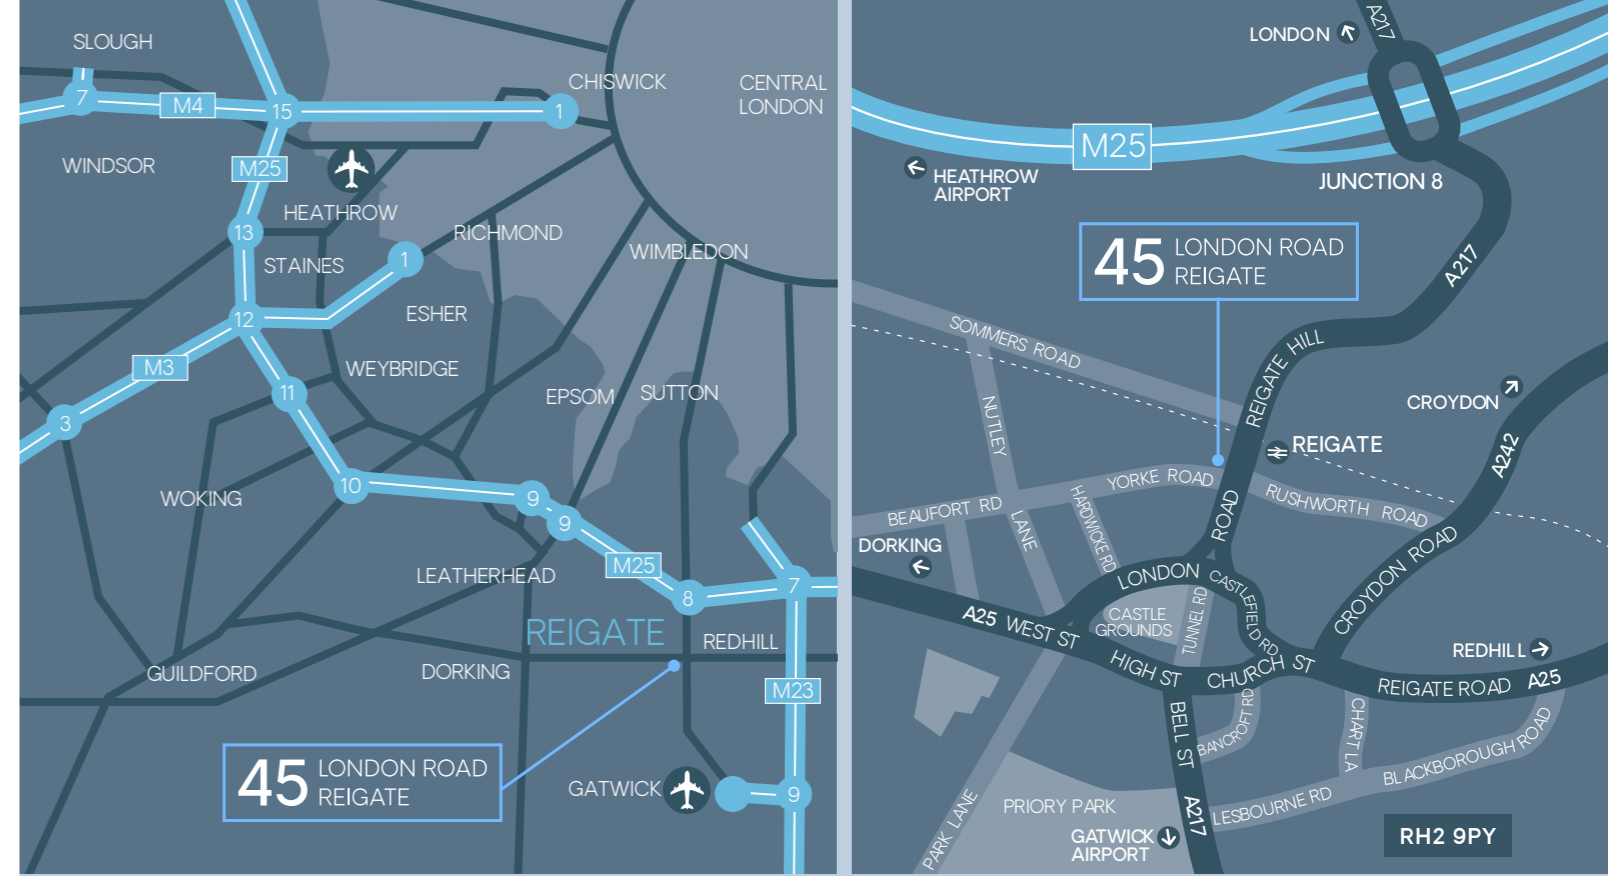 SLOUGH
7
M4
15
1
CHISWICK
CENTRAL
LONDON
WINDSOR
M25
HEATHROW
13
RICHMOND
WIMBLEDON
STAINES
1
12
ESHER
M3
WEYBRIDGE
11
EPSOM
SUTTON
3
10
9
WOKING
9
M25
LEATHERHEAD
8
7
REIGATE
REDHILL
GUILDFORD
DORKING
M23
45
LONDON ROAD
REIGATE
GATWICK
9
LONDON
A217
M25
HEATHROW
AIRPORT
JUNCTION 8
45
LONDON ROAD
REIGATE
A217
SOMMERS ROAD
REIGATE HILL
CROYDON
NUTLEY
LANE
REIGATE
A242
YORKE ROAD
BEAUFORT RD
HARDWICKE RD
ROAD
RUSHWORTH ROAD
DORKING
LONDON
CASTLEFIELD RD
CROYDON ROAD
A25 WEST ST
CASTLE
GROUNDS
TUNNEL RD
REDHILL
HIGH ST
CHURCH ST
REIGATE ROAD A25
BELL ST
BANCROFT RD
CHART LA
BLACKBOROUGH ROAD
PARK LANE
PRIORY PARK
A217
LESBOURNE RD
GATWICK
AIRPORT
RH2 9PY